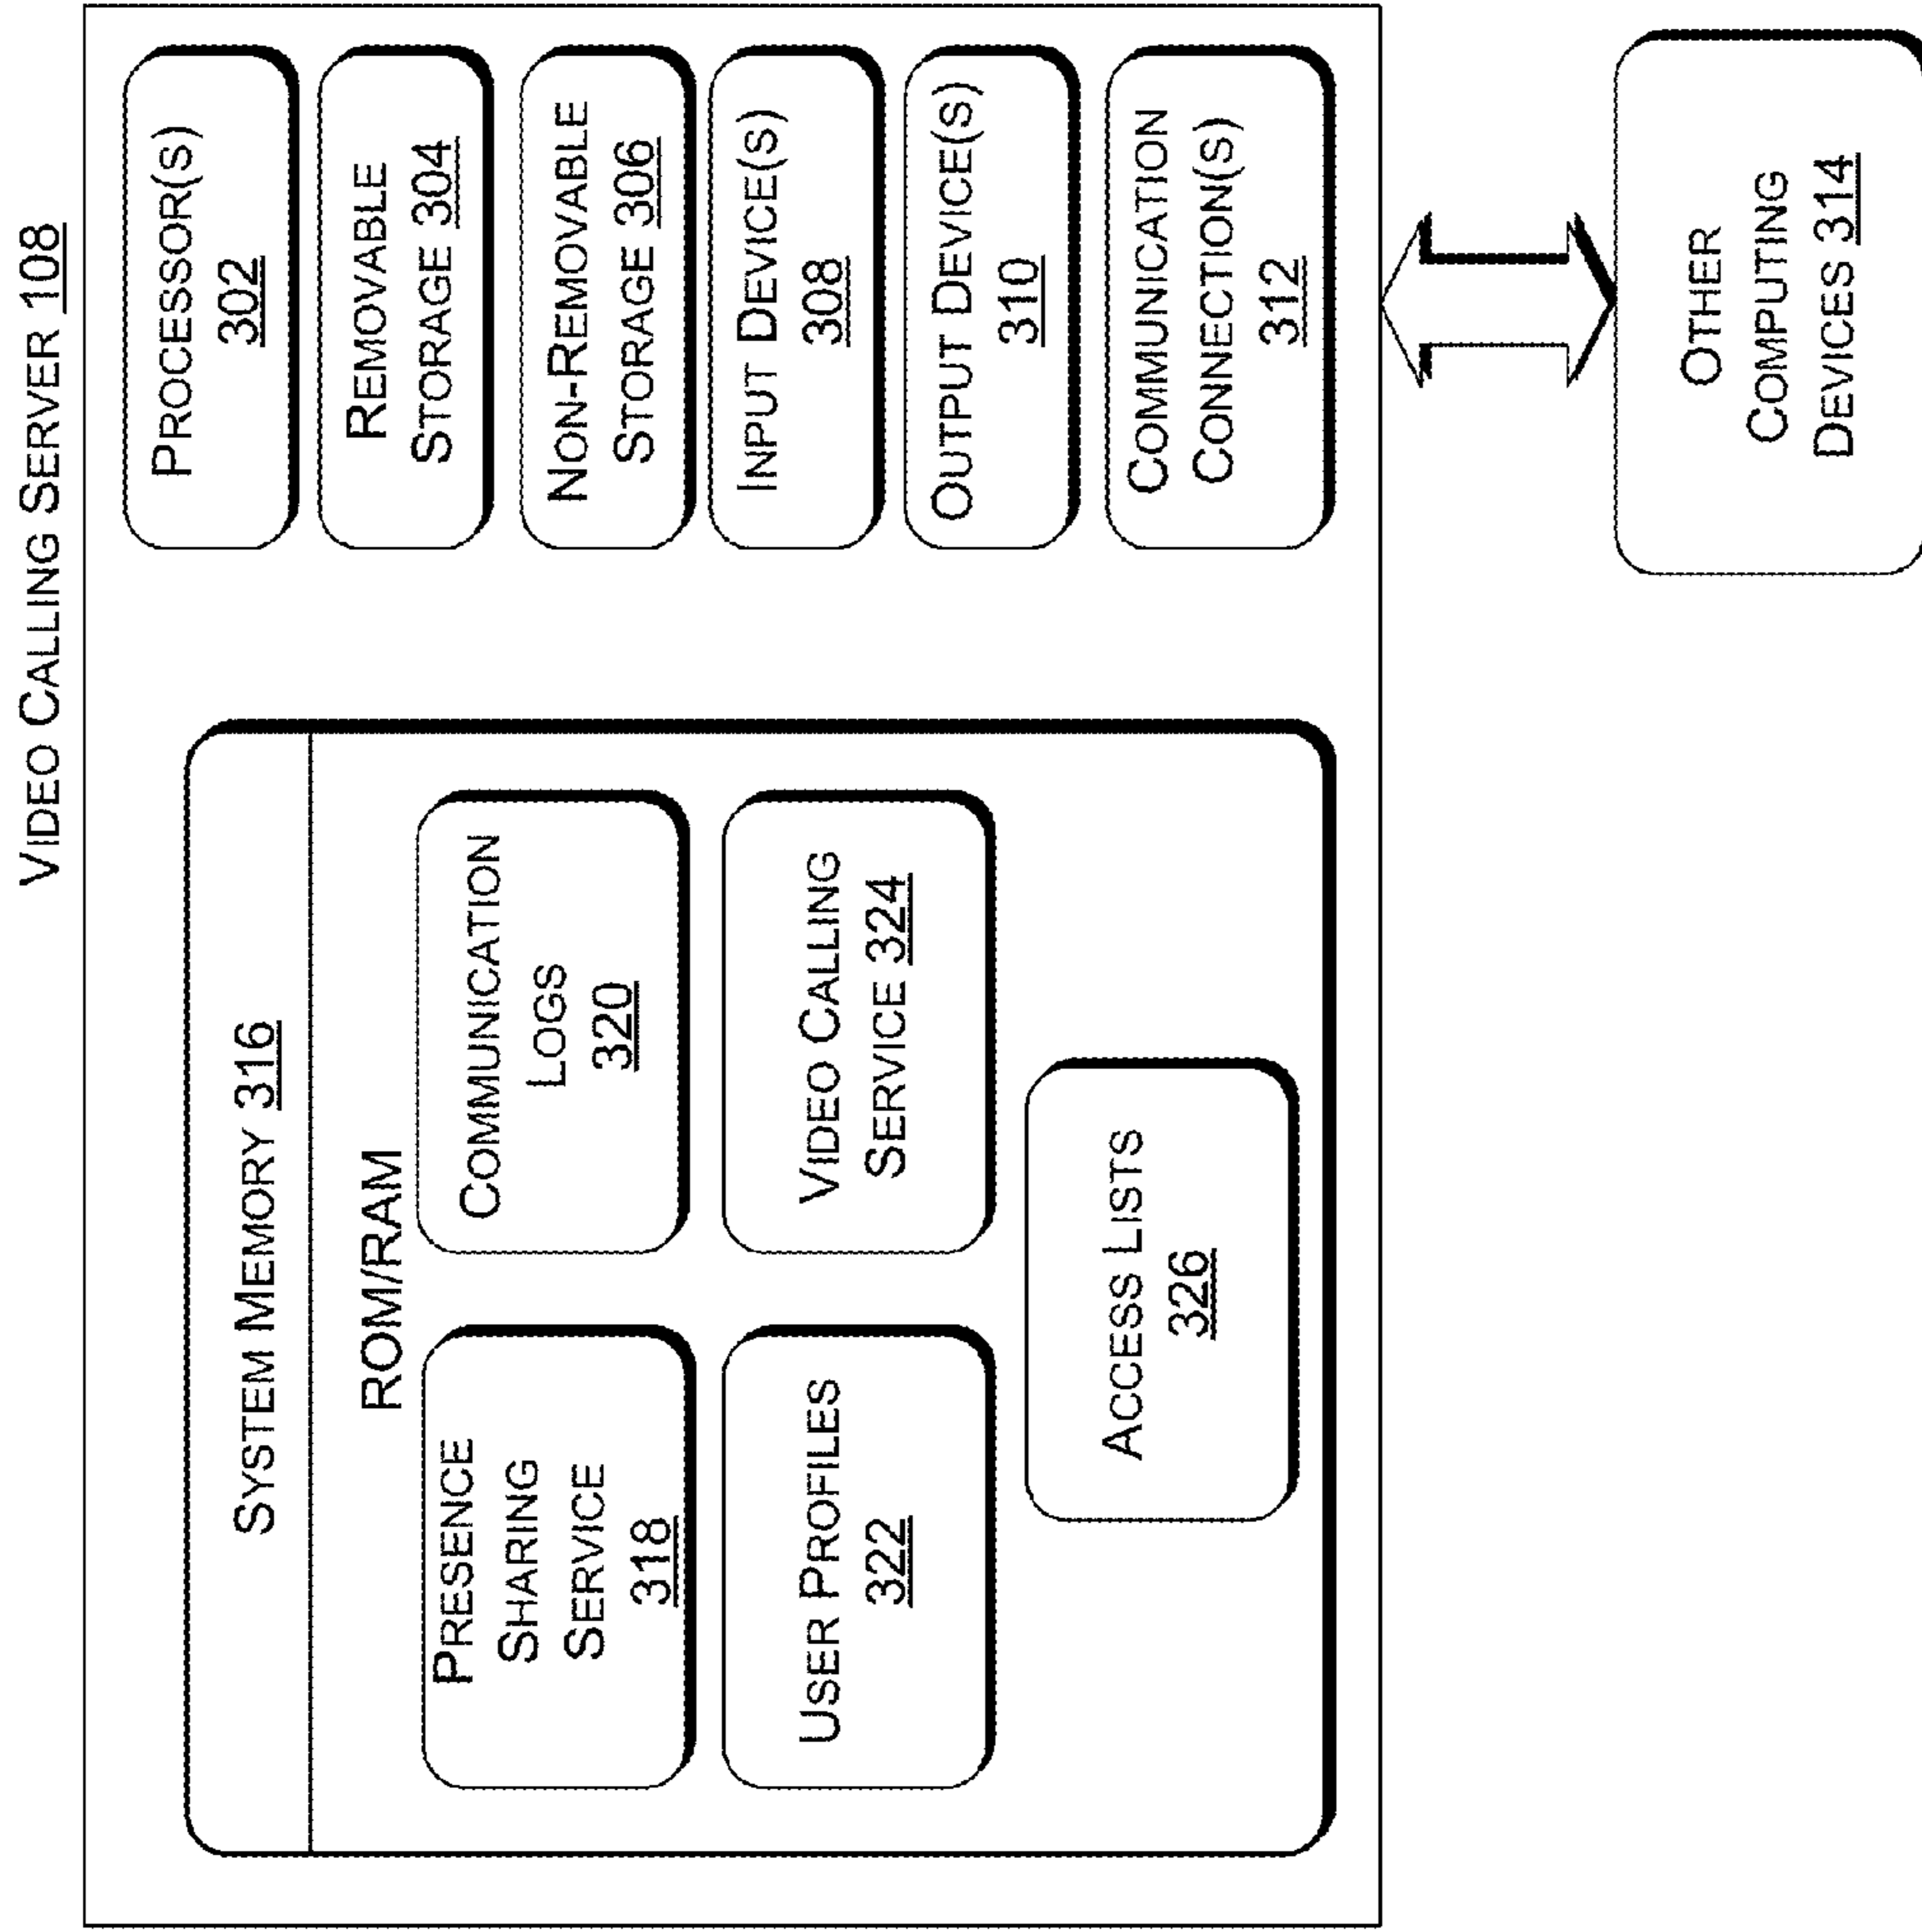 VIDEO CALLING SERVER 108
SYSTEM MEMORY 316
ROM/RAM
PRESENCE
SHARING
SERVICE
318
COMMUNICATION
LOGS
320
USER PROFILES
322
VIDEO CALLING
SERVICE 324
ACCESS LISTS
326
PROCESSOR(S)
302
REMOVABLE
STORAGE 304
NON-REMOVABLE
STORAGE 306
INPUT DEVICE(S)
308
OUTPUT DEVICE(S)
310
COMMUNICATION
CONNECTION(S)
312
OTHER
COMPUTING
DEVICES 314